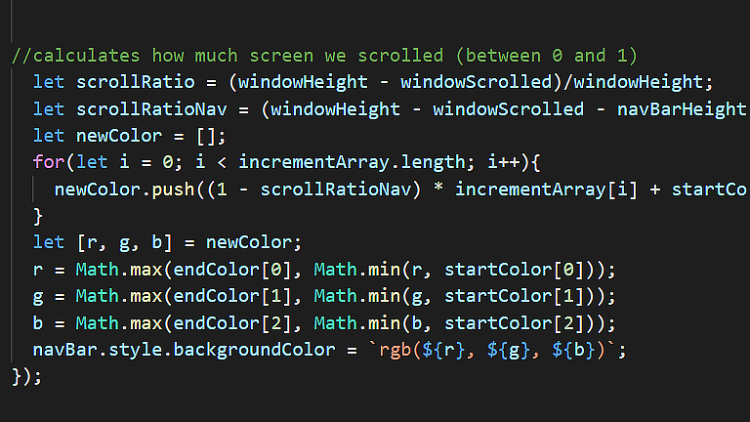 //calculates how much screen we scrolled (between 0 and 1)
let scrollRatio = (windowHeight - windowScrolled)/windowHeight;
let scrollRatioNav = (windowHeight - windowScrolled - navBarHeight
let newColor = [];
for(let i = 0; i < incrementArray.length; i++){
newColor.push((1 - scrollRatioNav) * incrementArray[i] + startCo
}
let [r, g, b] = newColor;
r = Math.max(endColor[0], Math.min(r, startColor[0]));
g = Math.max(endColor[1], Math.min(g, startColor[1]));
b = Math.max(endColor[2], Math.min(b, startColor[2]));
navBar.style.backgroundColor = `rgb(${r}, ${g}, ${b})`;
});